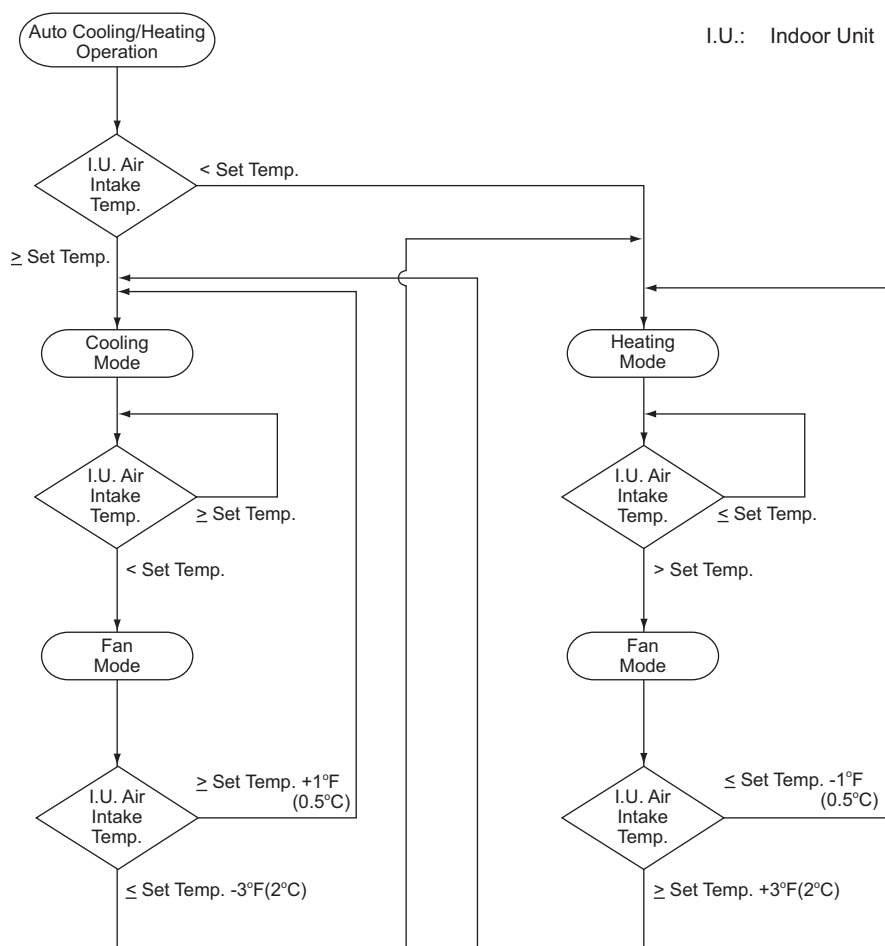 Auto Cooling/Heating
Operation
I.U.: Indoor Unit
I.U. Air
Intake
Temp.
< Set Temp.
≥ Set Temp.
Cooling
Mode
Heating
Mode
I.U. Air
Intake
Temp.
≥ Set Temp.
I.U. Air
Intake
Temp.
≤ Set Temp.
< Set Temp.
> Set Temp.
Fan
Mode
Fan
Mode
I.U. Air
Intake
Temp.
≥ Set Temp. +1°F
(0.5°C)
I.U. Air
Intake
Temp.
≤ Set Temp. -1°F
(0.5°C)
≤ Set Temp. -3°F(2°C)
≥ Set Temp. +3°F(2°C)